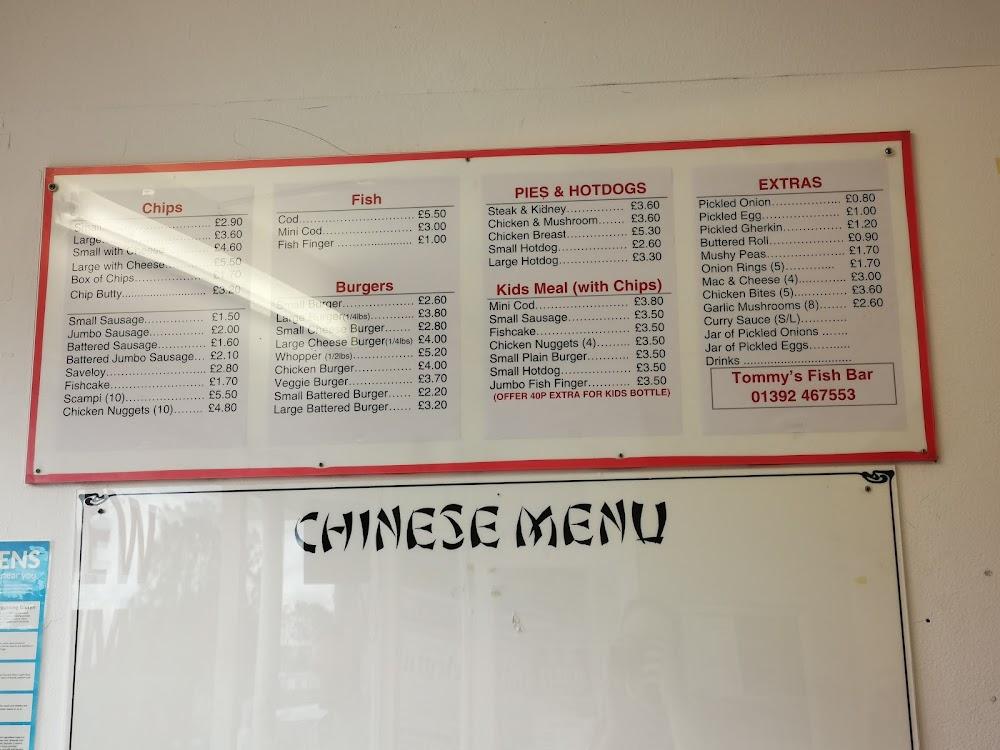 Chips
Small £2.90
Large £3.60
Small with Cheese £4.60
Large with Cheese £5.50
Box of Chips
Chip Butty £3.20
Small Sausage £1.50
Jumbo Sausage £2.00
Battered Sausage £1.60
Battered Jumbo Sausage £2.10
Saveloy £2.80
Fishcake £1.70
Scampi (10) £5.50
Chicken Nuggets (10) £4.80
Fish
Cod £5.50
Mini Cod £3.00
Fish Finger £1.00
Burgers
Small Burger £2.60
Large Burger(1/4lbs) £3.80
Small Cheese Burger £2.80
Large Cheese Burger(1/4lbs) £4.00
Whopper (1/2lbs) £5.20
Chicken Burger £4.00
Veggie Burger £3.70
Small Battered Burger £2.20
Large Battered Burger £3.20
PIES & HOTDOGS
Steak & Kidney £3.60
Chicken & Mushroom £3.60
Chicken Breast £5.30
Small Hotdog £2.60
Large Hotdog £3.30
Kids Meal (with Chips)
Mini Cod £3.80
Small Sausage £3.50
Fishcake £3.50
Chicken Nuggets (4) £3.50
Small Plain Burger £3.50
Small Hotdog £3.50
Jumbo Fish Finger £3.50
(OFFER 40P EXTRA FOR KIDS BOTTLE)
EXTRAS
Pickled Onion £0.80
Pickled Egg £1.00
Pickled Gherkin £1.20
Buttered Roll £0.90
Mushy Peas £1.70
Onion Rings (5) £1.70
Mac & Cheese (4) £3.00
Chicken Bites (5) £3.60
Garlic Mushrooms (8) £2.60
Curry Sauce (S/L)
Jar of Pickled Onions
Jar of Pickled Eggs
Drinks
Tommy's Fish Bar
01392 467553
CHINESE MENU
ENS
near you